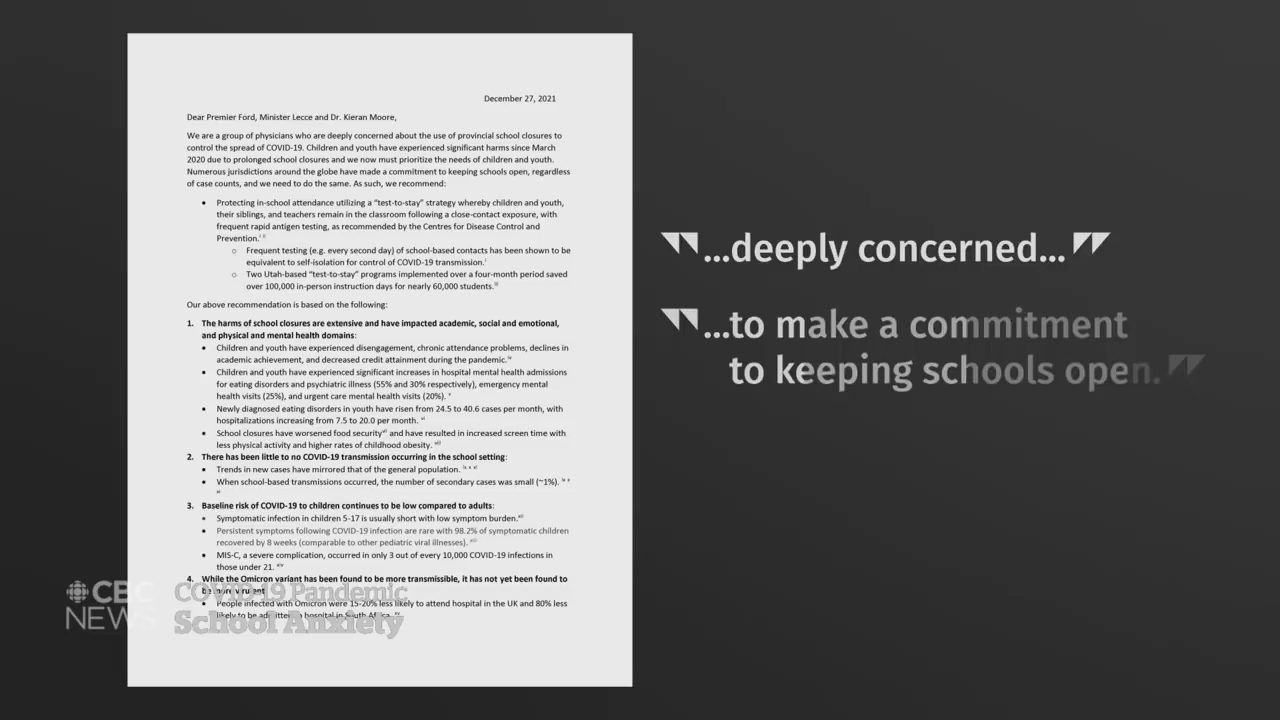 December 27, 2021
Dear Premier Ford, Minister Lecce and Dr. Kieran Moore,
We are a group of physicians who are deeply concerned about the use of provincial school closures to
control the spread of COVID-19. Children and youth have experienced significant harms since March
2020 due to prolonged school closures and we now must prioritize the needs of children and youth.
Numerous jurisdictions around the globe have made a commitment to keeping schools open, regardless
of case counts, and we need to do the same. As such, we recommend:
• Protecting in-school attendance utilizing a “test-to-stay” strategy whereby children and youth,
their siblings, and teachers remain in the classroom following a close-contact exposure, with
frequent rapid antigen testing, as recommended by the Centres for Disease Control and
Prevention.
o Frequent testing (e.g. every second day) of school-based contacts has been shown to be
equivalent to self-isolation for control of COVID-19 transmission.
o Two Utah-based “test-to-stay” programs implemented over a four-month period saved
over 100,000 in-person instruction days for nearly 60,000 students.
Our above recommendation is based on the following:
1. The harms of school closures are extensive and have impacted academic, social and emotional,
and physical and mental health domains:
• Children and youth have experienced disengagement, chronic attendance problems, declines in
academic achievement, and decreased credit attainment during the pandemic.
• Children and youth have experienced significant increases in hospital mental health admissions
for eating disorders and psychiatric illness (55% and 30% respectively), emergency mental
health visits (25%), and urgent care mental health visits (20%).
• Newly diagnosed eating disorders in youth have risen from 24.5 to 40.6 cases per month, with
hospitalizations increasing from 7.5 to 20.0 per month.
• School closures have worsened food security and have resulted in increased screen time with
less physical activity and higher rates of childhood obesity.
2. There has been little to no COVID-19 transmission occurring in the school setting:
• Trends in new cases have mirrored that of the general population.
• When school-based transmissions occurred, the number of secondary cases was small (~1%).
3. Baseline risk of COVID-19 to children continues to be low compared to adults:
• Symptomatic infection in children 5-17 is usually short with low symptom burden.
• Persistent symptoms following COVID-19 infection are rare with 98.2% of symptomatic children
recovered by 8 weeks (comparable to other pediatric viral illnesses).
• MIS-C, a severe complication, occurred in only 3 out of every 10,000 COVID-19 infections in
those under 21.
4. While the Omicron variant has been found to be more transmissible, it has not yet been found to
be more virulent
• People infected with Omicron were 15-20% less likely to attend hospital in the UK and 80% less
likely to be admitted to hospital in South Africa.
"...deeply concerned..."
"...to make a commitment
to keeping schools open."
CBC
NEWS
COVID-19 Pandemic
School Anxiety